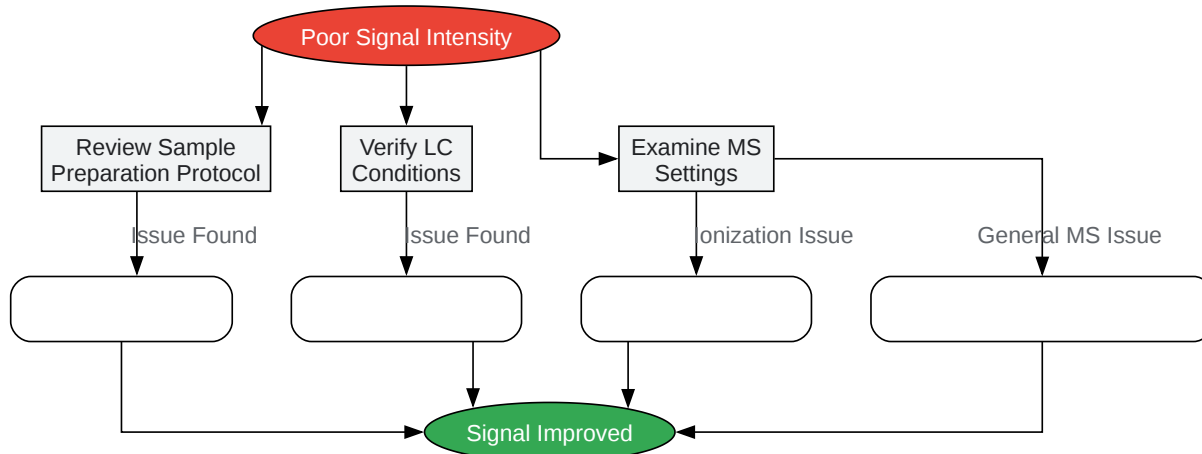 Poor Signal Intensity
Review Sample
Preparation Protocol
Verify LC
Conditions
Examine MS
Settings
Issue Found
Issue Found
Ionization Issue
General MS Issue
Signal Improved